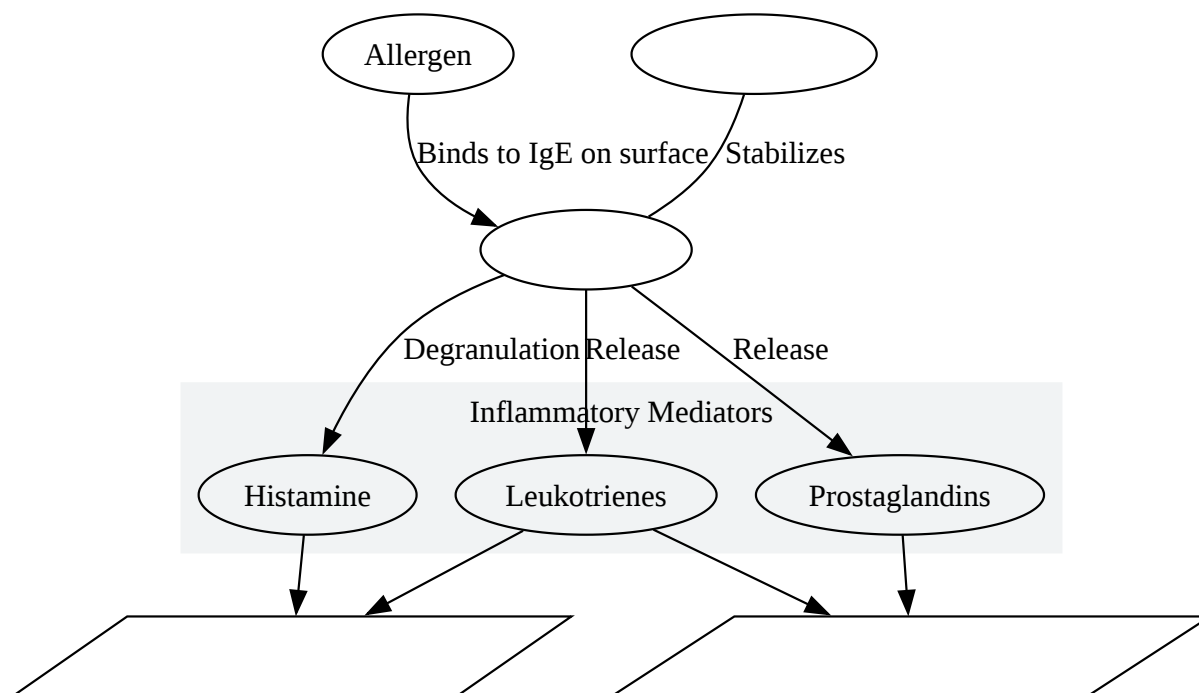 Allergen
Binds to IgE on surface
Stabilizes
Degranulation
Release
Release
Inflammatory Mediators
Histamine
Leukotrienes
Prostaglandins